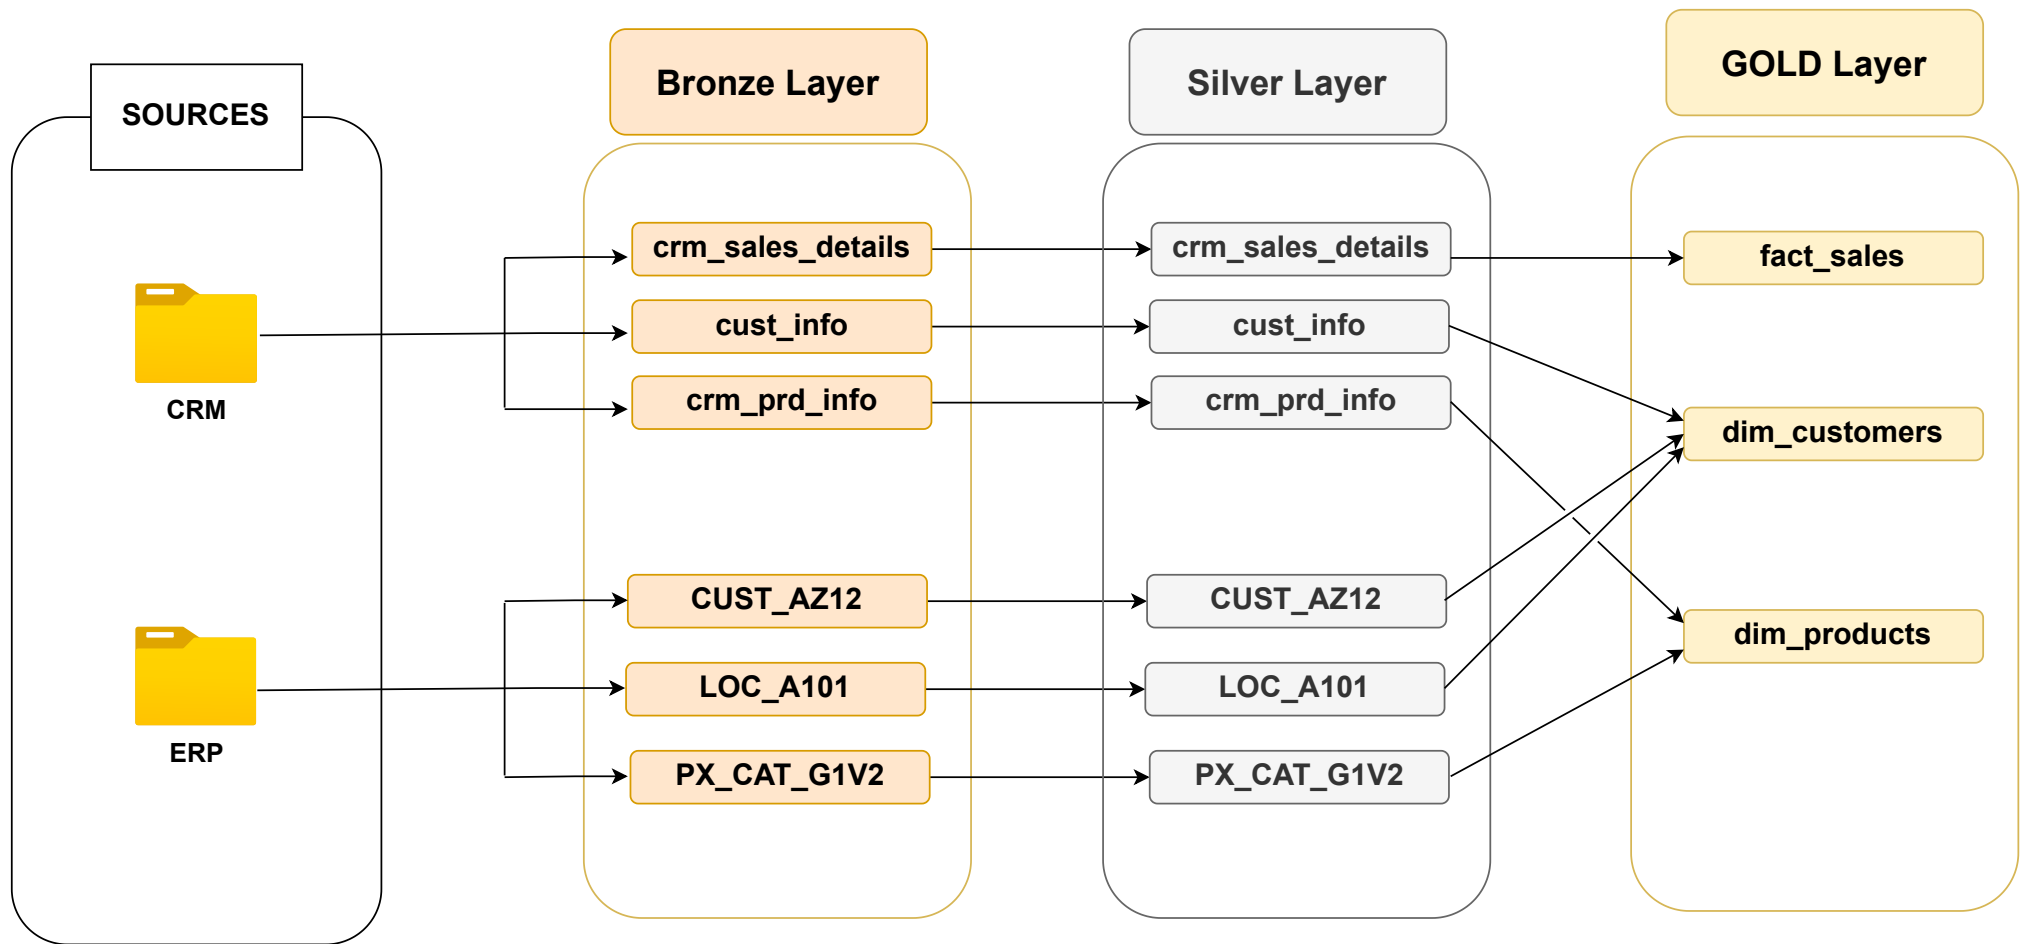 SOURCES
CRM
ERP
Bronze Layer
crm_sales_details
cust_info
crm_prd_info
CUST_AZ12
LOC_A101
PX_CAT_G1V2
Silver Layer
crm_sales_details
cust_info
crm_prd_info
CUST_AZ12
LOC_A101
PX_CAT_G1V2
GOLD Layer
fact_sales
dim_customers
dim_products